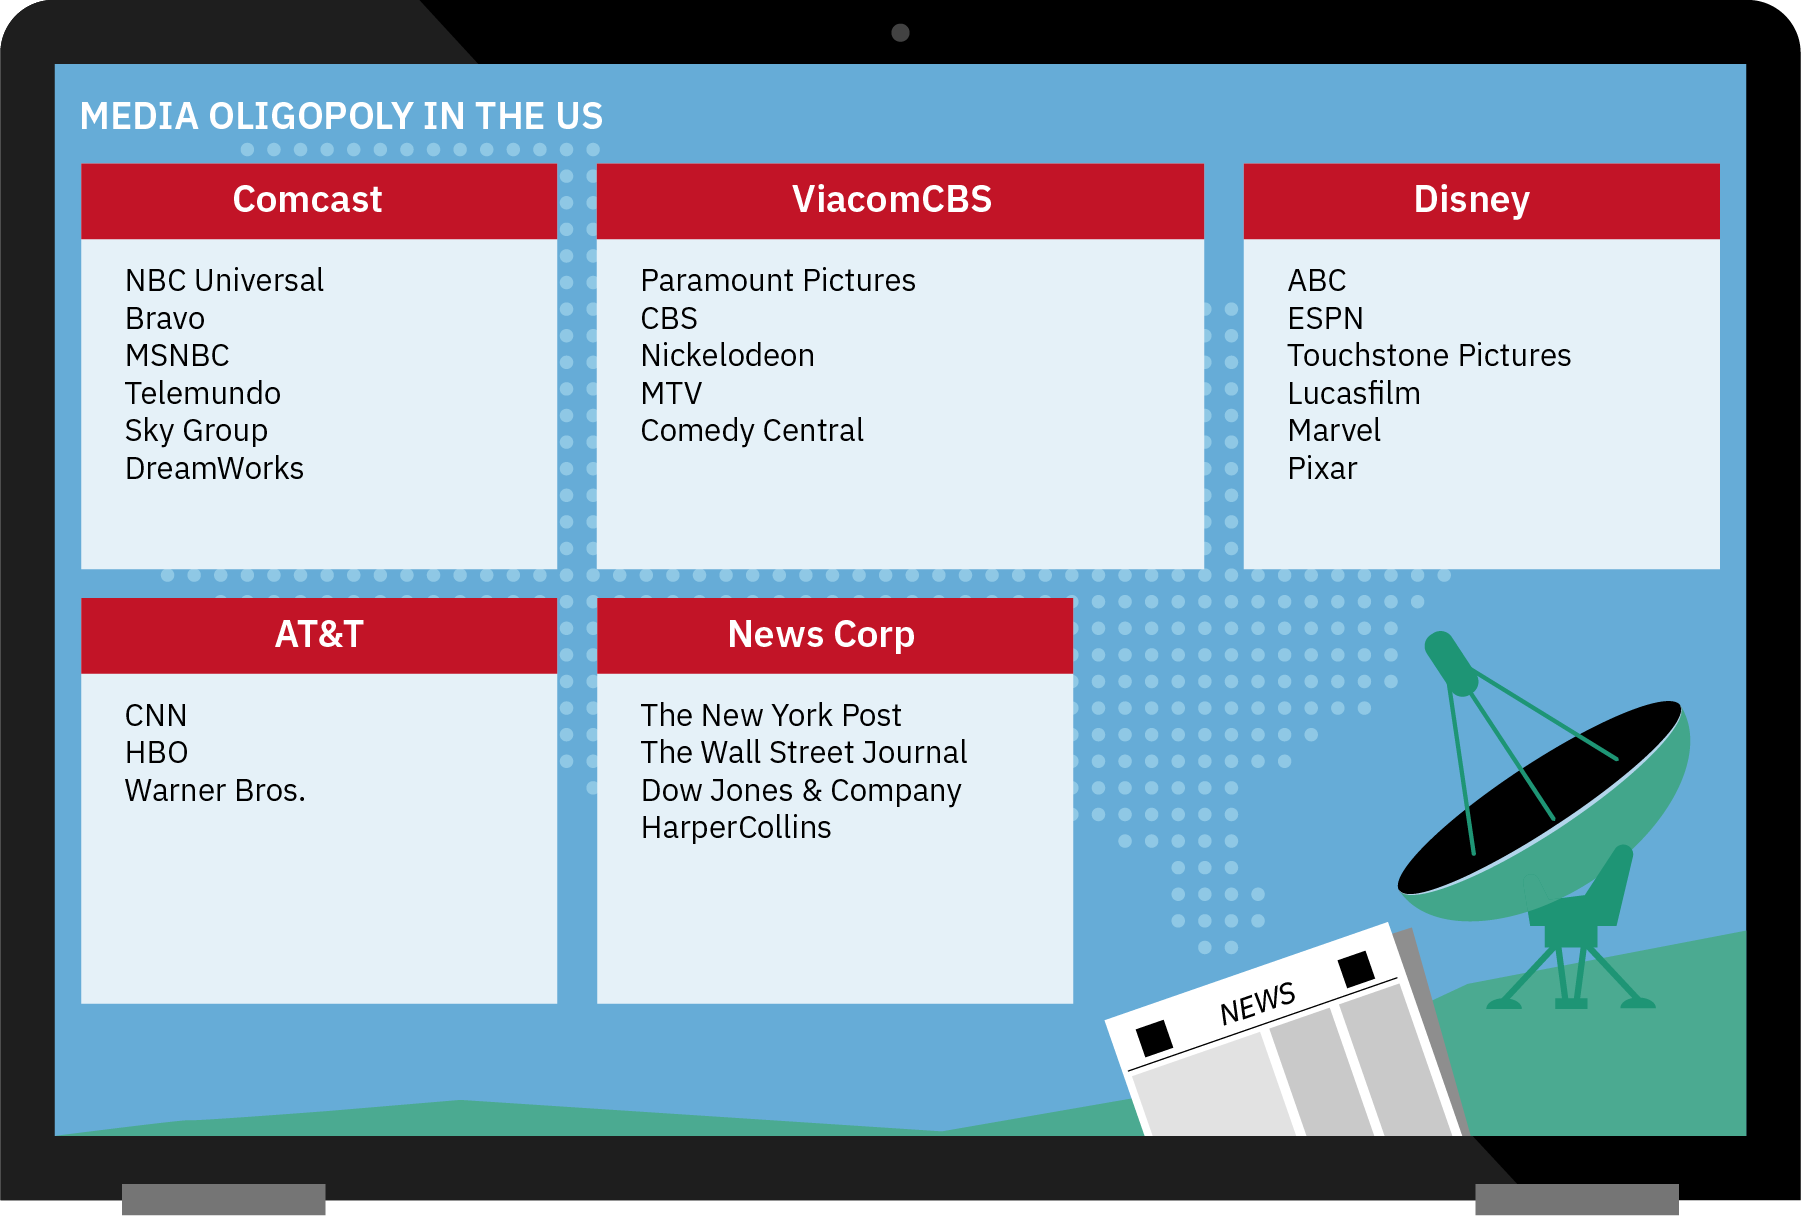 MEDIA OLIGOPOLY IN THE US
Comcast
NBC Universal
Bravo
MSNBC
Telemundo
Sky Group
DreamWorks
ViacomCBS
Paramount Pictures
CBS
Nickelodeon
MTV
Comedy Central
Disney
ABC
ESPN
Touchstone Pictures
Lucasfilm
Marvel
Pixar
AT&T
CNN
HBO
Warner Bros.
News Corp
The New York Post
The Wall Street Journal
Dow Jones & Company
HarperCollins
NEWS